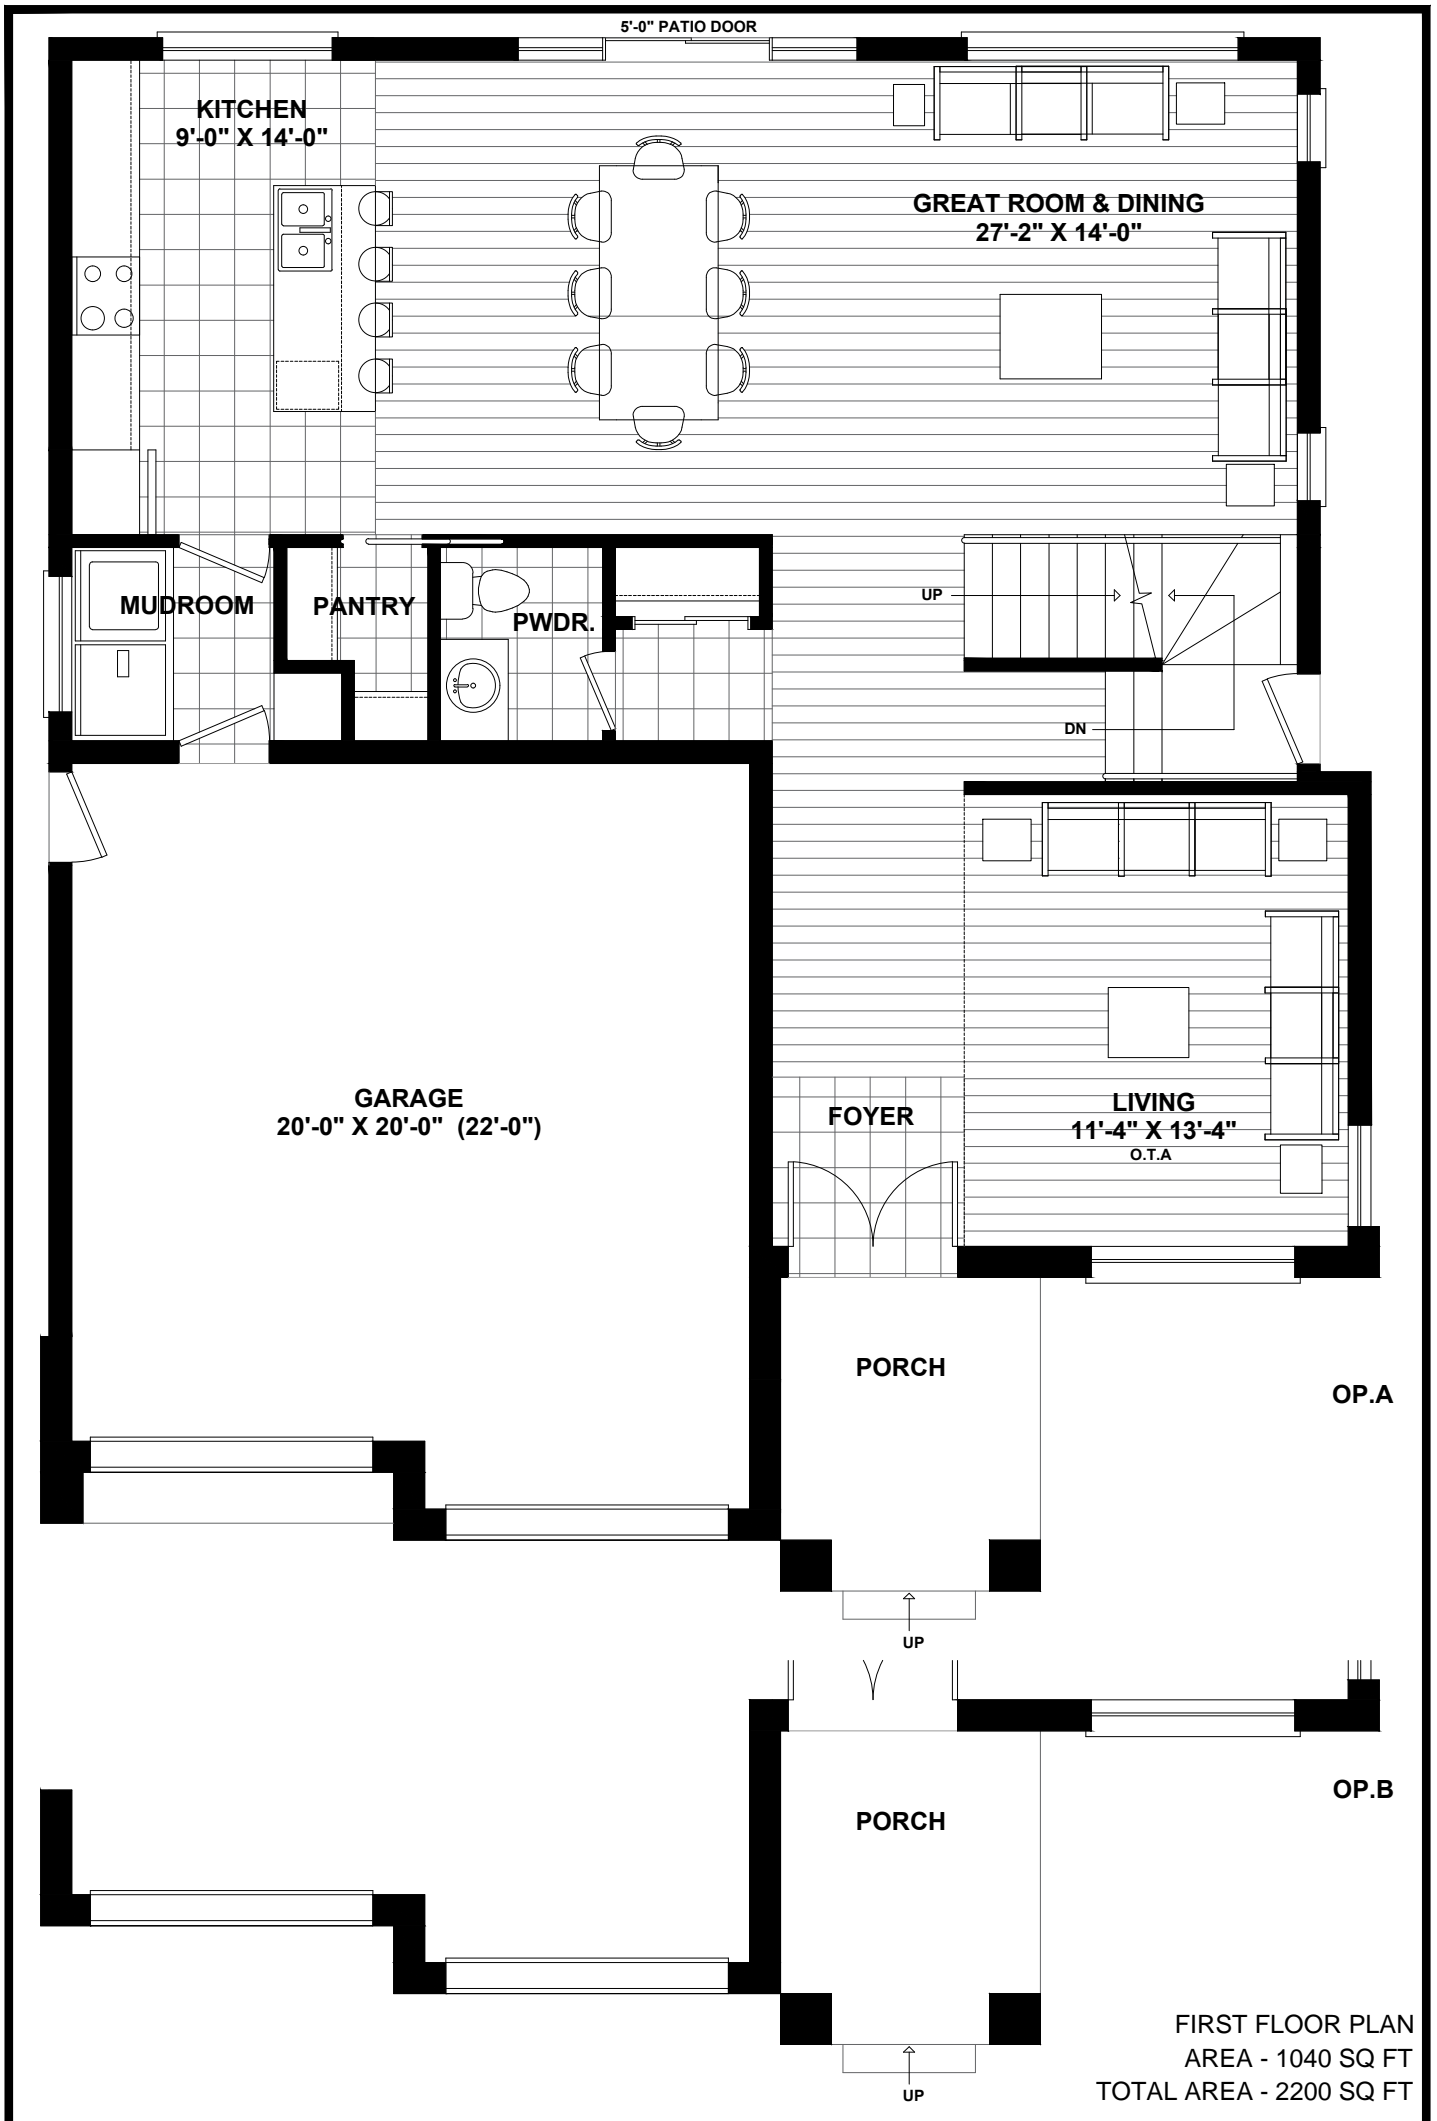 5'-0" PATIO DOOR
KITCHEN
9'-0" X 14'-0"
GREAT ROOM & DINING
27'-2" X 14'-0"
MUDROOM
PANTRY
PWDR.
UP
DN
GARAGE
20'-0" X 20'-0" (22'-0")
FOYER
LIVING
11'-4" X 13'-4"
O.T.A
PORCH
OP.A
UP
OP.B
PORCH
UP
FIRST FLOOR PLAN
AREA - 1040 SQ FT
TOTAL AREA - 2200 SQ FT